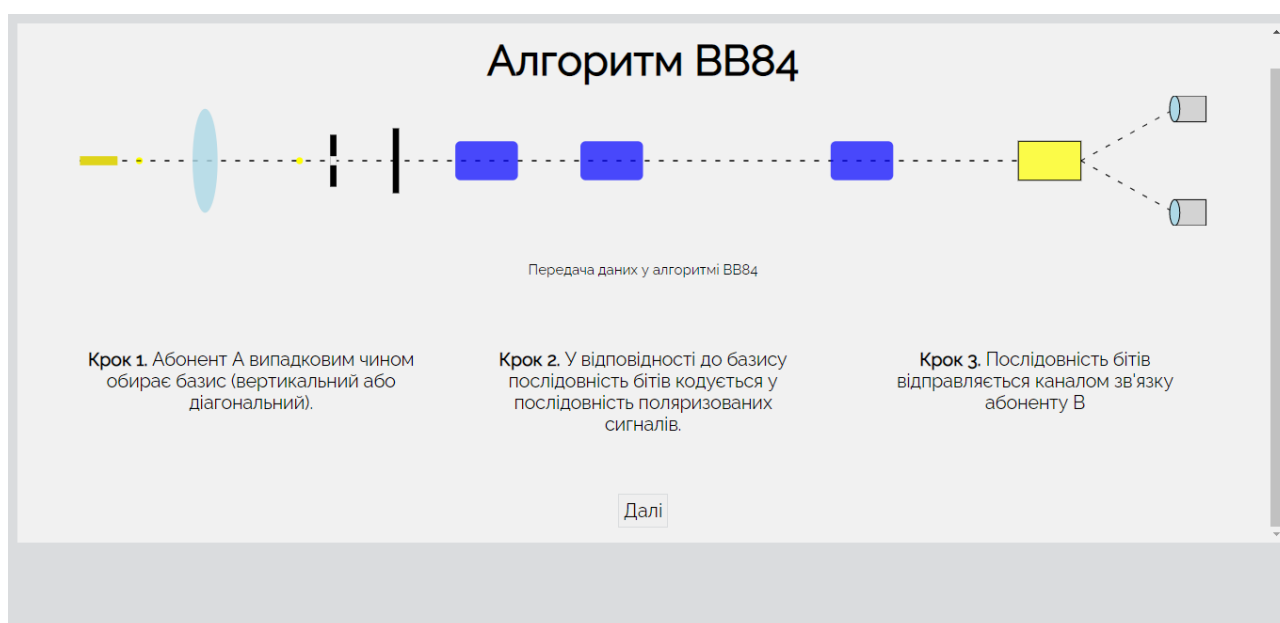 Алгоритм BB84
Передача даних у алгоритмі BB84
Крок 1. Абонент А випадковим чином
обирає базис (вертикальний або
діагональний).
Крок 2. У відповідності до базису
послідовність бітів кодується у
послідовність поляризованих
сигналів.
Крок 3. Послідовність бітів
відправляється каналом зв'язку
абоненту В
Далі